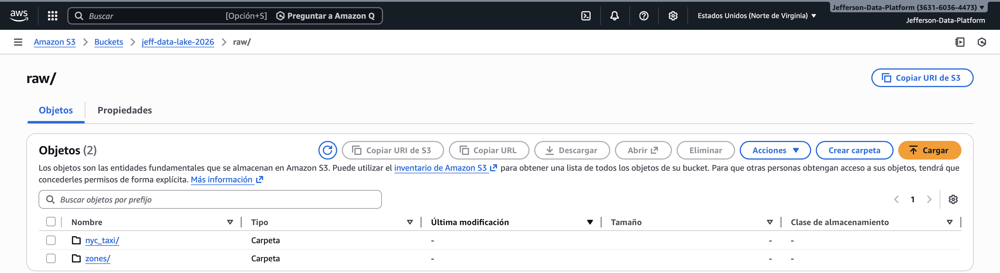 aws
Buscar [Opción+S] Preguntar a Amazon Q
Estados Unidos (Norte de Virginia)
Jefferson-Data-Platform (3631-6036-4473)
Jefferson-Data-Platform
Amazon S3 Buckets jeff-data-lake-2026 raw/
raw/
Copiar URI de S3
Objetos Propiedades
Objetos (2)
Copiar URI de S3 Copiar URL Descargar Abrir Eliminar Acciones Crear carpeta Cargar
Los objetos son las entidades fundamentales que se almacenan en Amazon S3. Puede utilizar el inventario de Amazon S3 para obtener una lista de todos los objetos de su bucket. Para que otras personas obtengan acceso a sus objetos, tendrá que
concederles permisos de forma explícita. Más información
Buscar objetos por prefijo
1
Nombre Tipo Última modificación Tamaño Clase de almacenamiento
nyc_taxi/ Carpeta - - -
zones/ Carpeta - - -